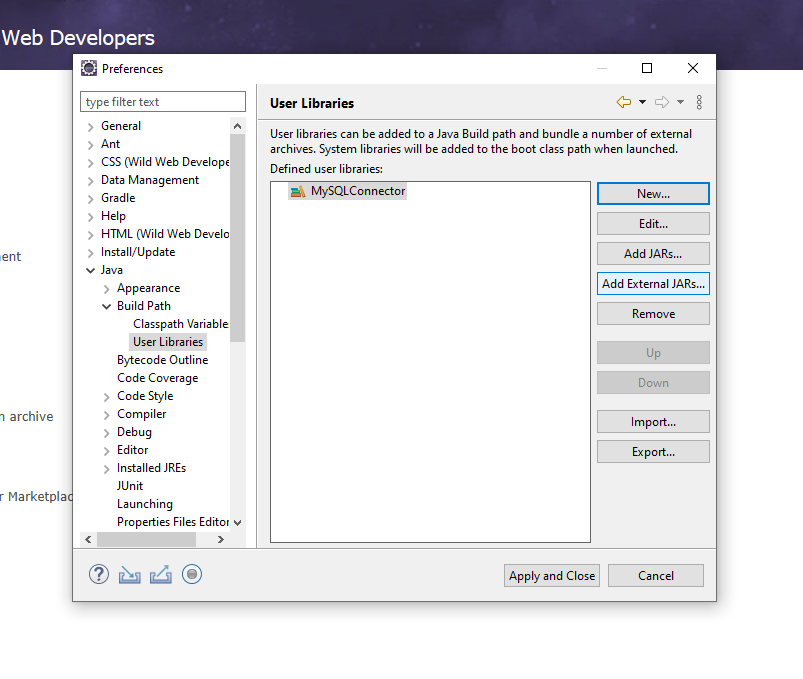 Web Developers
Preferences
type filter text
General
Ant
CSS (Wild Web Develope
Data Management
Gradle
Help
HTML (Wild Web Develo
Install/Update
Java
Appearance
Build Path
Classpath Variable
User Libraries
Bytecode Outline
Code Coverage
Code Style
Compiler
Debug
Editor
Installed JREs
JUnit
Launching
Properties Files Editor
User Libraries
User libraries can be added to a Java Build path and bundle a number of external
archives. System libraries will be added to the boot class path when launched.
Defined user libraries:
MySQLConnector
New...
Edit...
Add JARs...
Add External JARs...
Remove
Up
Down
Import...
Export...
?
Apply and Close
Cancel
ent
archive
r Marketplac